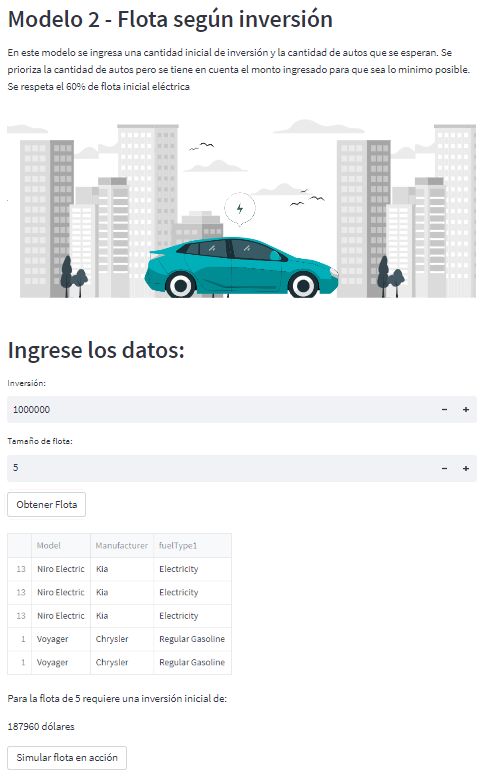 Modelo 2 - Flota según inversión
En este modelo se ingresa una cantidad inicial de inversión y la cantidad de autos que se esperan. Se
prioriza la cantidad de autos pero se tiene en cuenta el monto ingresado para que sea lo minimo posible.
Se respeta el 60% de flota inicial eléctrica
Ingrese los datos:
Inversión:
1000000 − +
Tamaño de flota:
5 − +
Obtener Flota
Model Manufacturer fuelType1
13 Niro Electric Kia Electricity
13 Niro Electric Kia Electricity
13 Niro Electric Kia Electricity
1 Voyager Chrysler Regular Gasoline
1 Voyager Chrysler Regular Gasoline
Para la flota de 5 requiere una inversión inicial de:
187960 dólares
Simular flota en acción